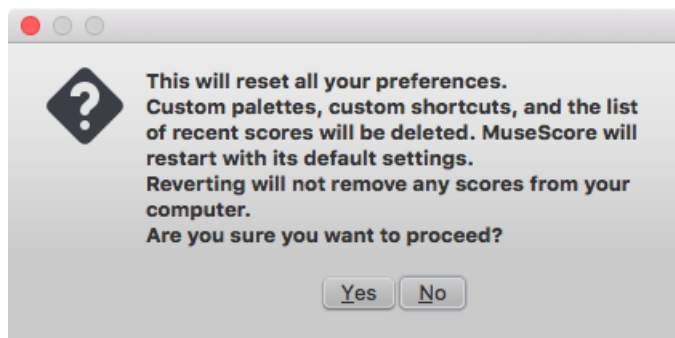 This will reset all your preferences.
Custom palettes, custom shortcuts, and the list
of recent scores will be deleted. MuseScore will
restart with its default settings.
Reverting will not remove any scores from your
computer.
Are you sure you want to proceed?
Yes No